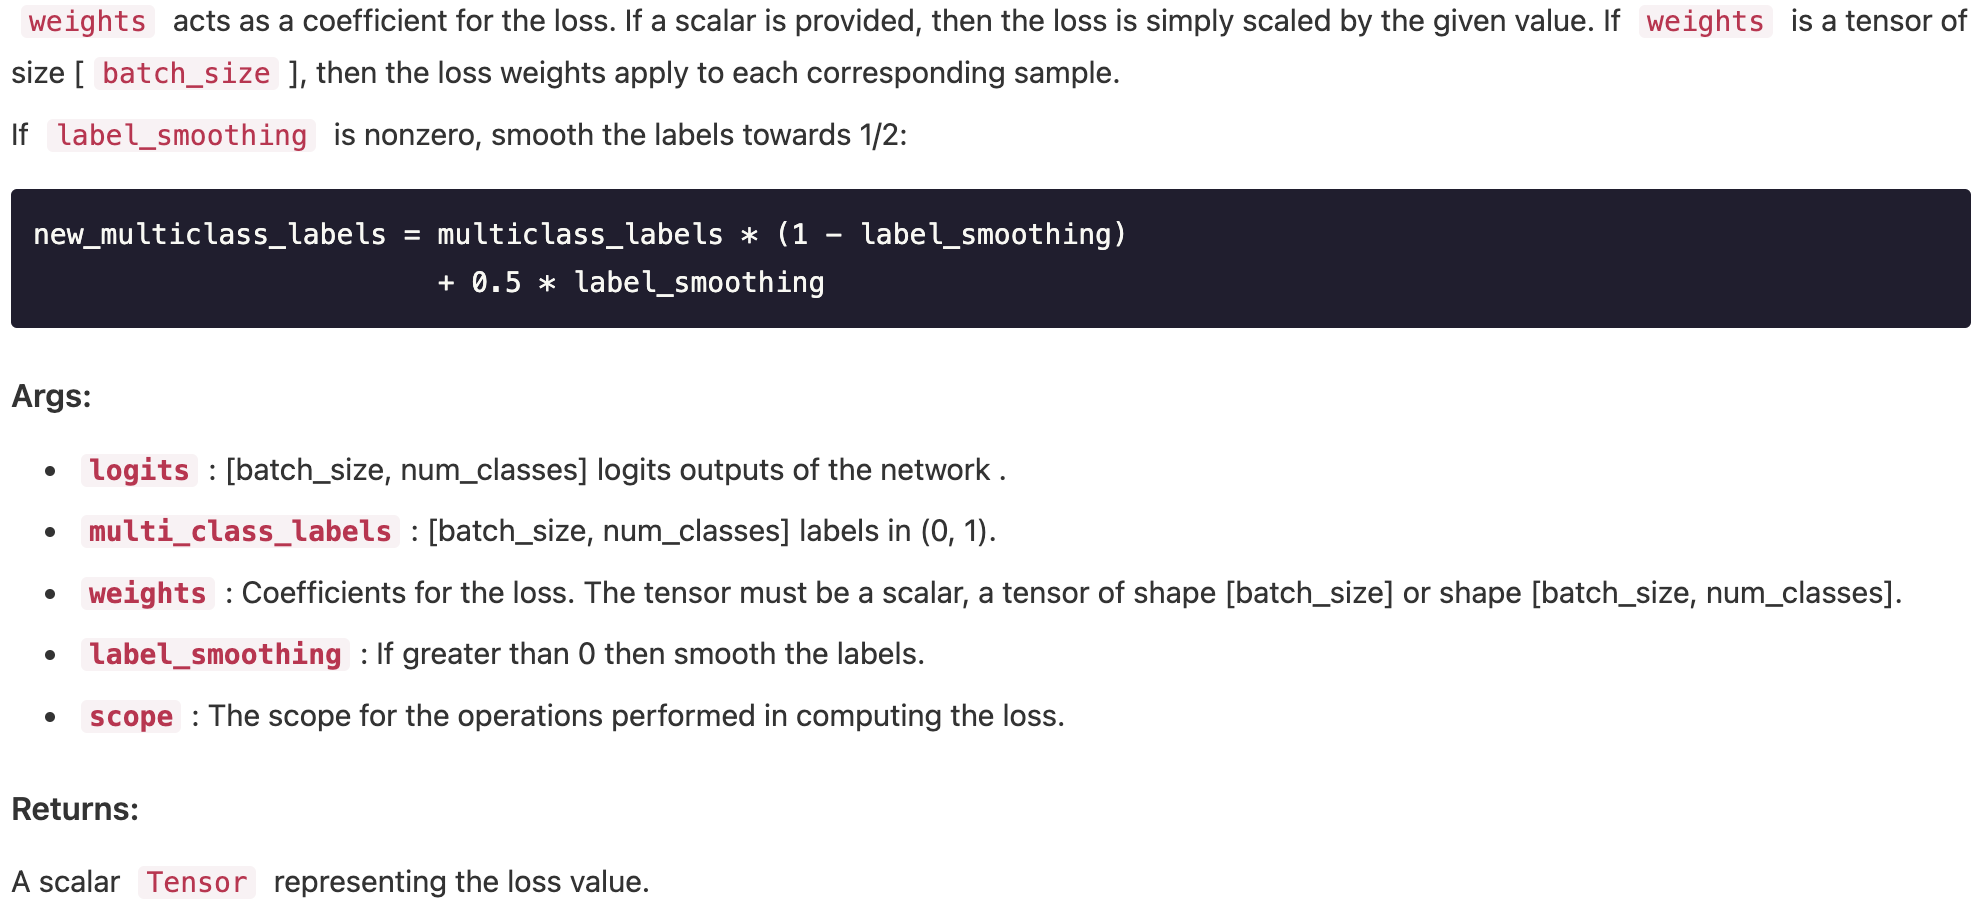 weights acts as a coefficient for the loss. If a scalar is provided, then the loss is simply scaled by the given value. If weights is a tensor of
size [ batch_size ], then the loss weights apply to each corresponding sample.
If label_smoothing is nonzero, smooth the labels towards 1/2:
new_multiclass_labels = multiclass_labels * (1 - label_smoothing)
+ 0.5 * label_smoothing
Args:
• logits : [batch_size, num_classes] logits outputs of the network .
• multi_class_labels : [batch_size, num_classes] labels in (0, 1).
• weights : Coefficients for the loss. The tensor must be a scalar, a tensor of shape [batch_size] or shape [batch_size, num_classes].
• label_smoothing : If greater than 0 then smooth the labels.
• scope : The scope for the operations performed in computing the loss.
Returns:
A scalar Tensor representing the loss value.